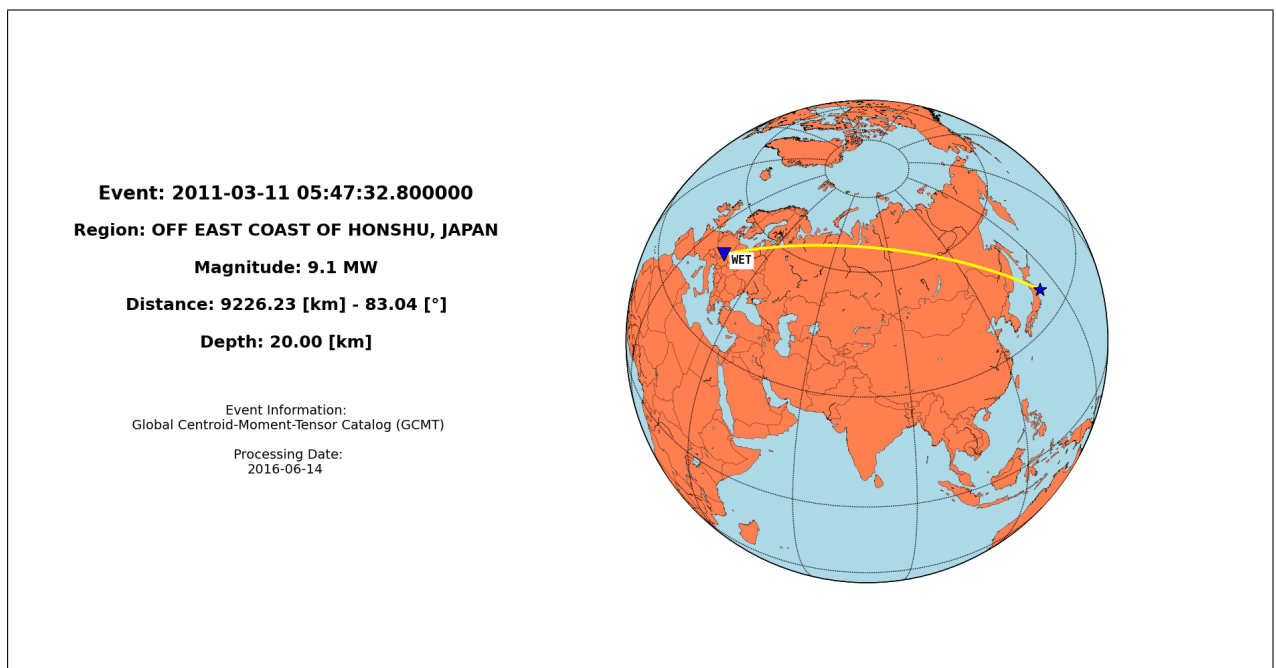 Event: 2011-03-11 05:47:32.800000
Region: OFF EAST COAST OF HONSHU, JAPAN
Magnitude: 9.1 MW
Distance: 9226.23 [km] - 83.04 [°]
Depth: 20.00 [km]
Event Information:
Global Centroid-Moment-Tensor Catalog (GCMT)
Processing Date:
2016-06-14
WET